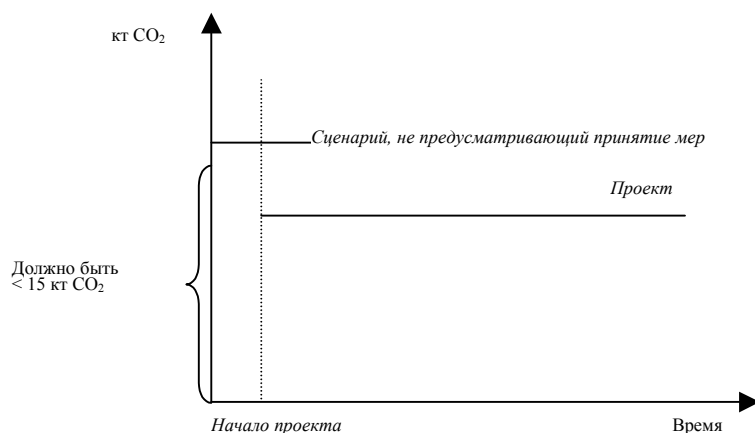 кт CO₂
Сценарий, не предусматривающий принятие мер
Проект
Должно быть
< 15 кт CO₂
Начало проекта
Время